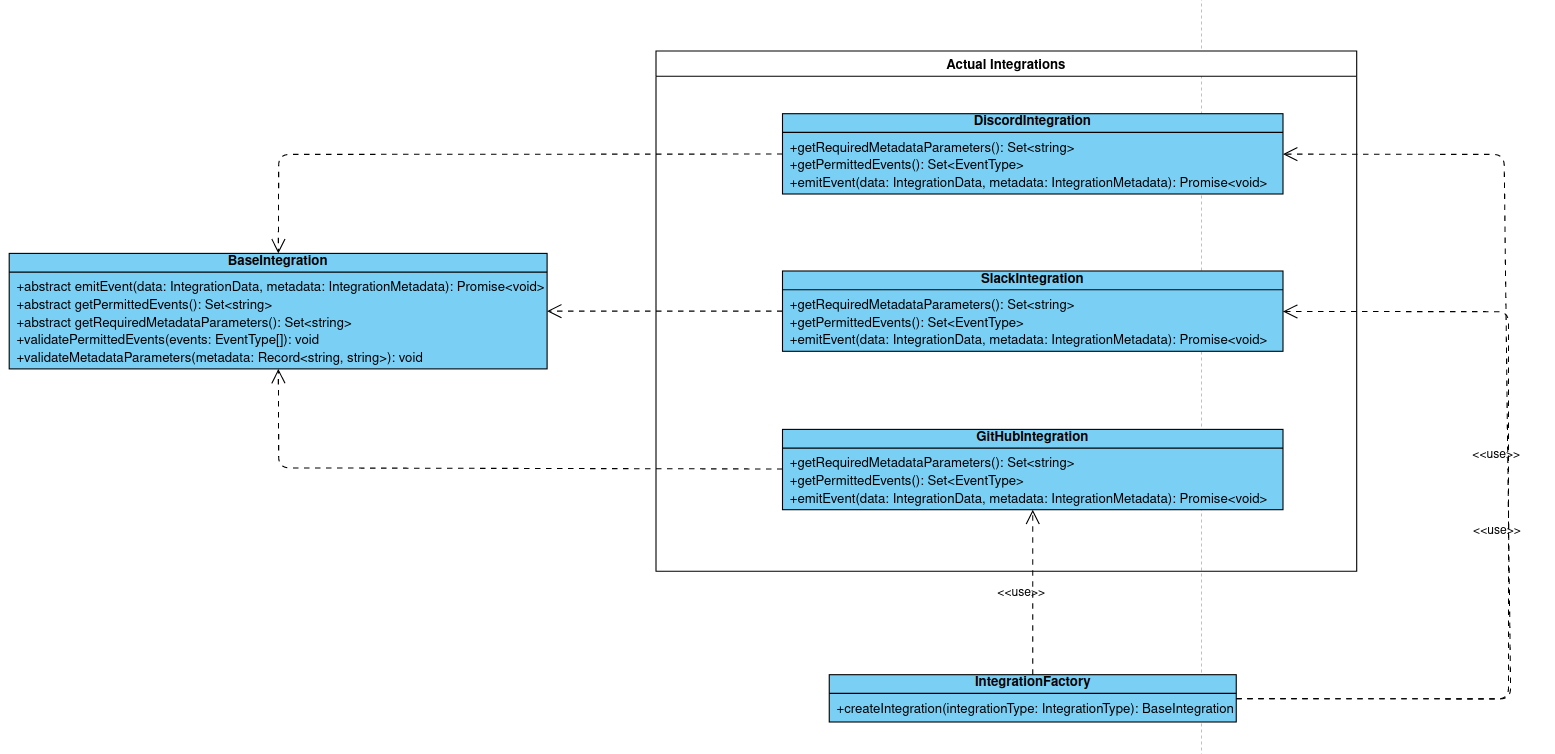 Actual Integrations
DiscordIntegration
+getRequiredMetadataParameters(): Set<string>
+getPermittedEvents(): Set<EventType>
+emitEvent(data: IntegrationData, metadata: IntegrationMetadata): Promise<void>
BaseIntegration
+abstract emitEvent(data: IntegrationData, metadata: IntegrationMetadata): Promise<void>
+abstract getPermittedEvents(): Set<string>
+abstract getRequiredMetadataParameters(): Set<string>
+validatePermittedEvents(events: EventType[]): void
+validateMetadataParameters(metadata: Record<string, string>): void
SlackIntegration
+getRequiredMetadataParameters(): Set<string>
+getPermittedEvents(): Set<EventType>
+emitEvent(data: IntegrationData, metadata: IntegrationMetadata): Promise<void>
GitHubIntegration
+getRequiredMetadataParameters(): Set<string>
+getPermittedEvents(): Set<EventType>
+emitEvent(data: IntegrationData, metadata: IntegrationMetadata): Promise<void>
<<use>>
<<use>>
<<use>>
IntegrationFactory
+createIntegration(integrationType: IntegrationType): BaseIntegration